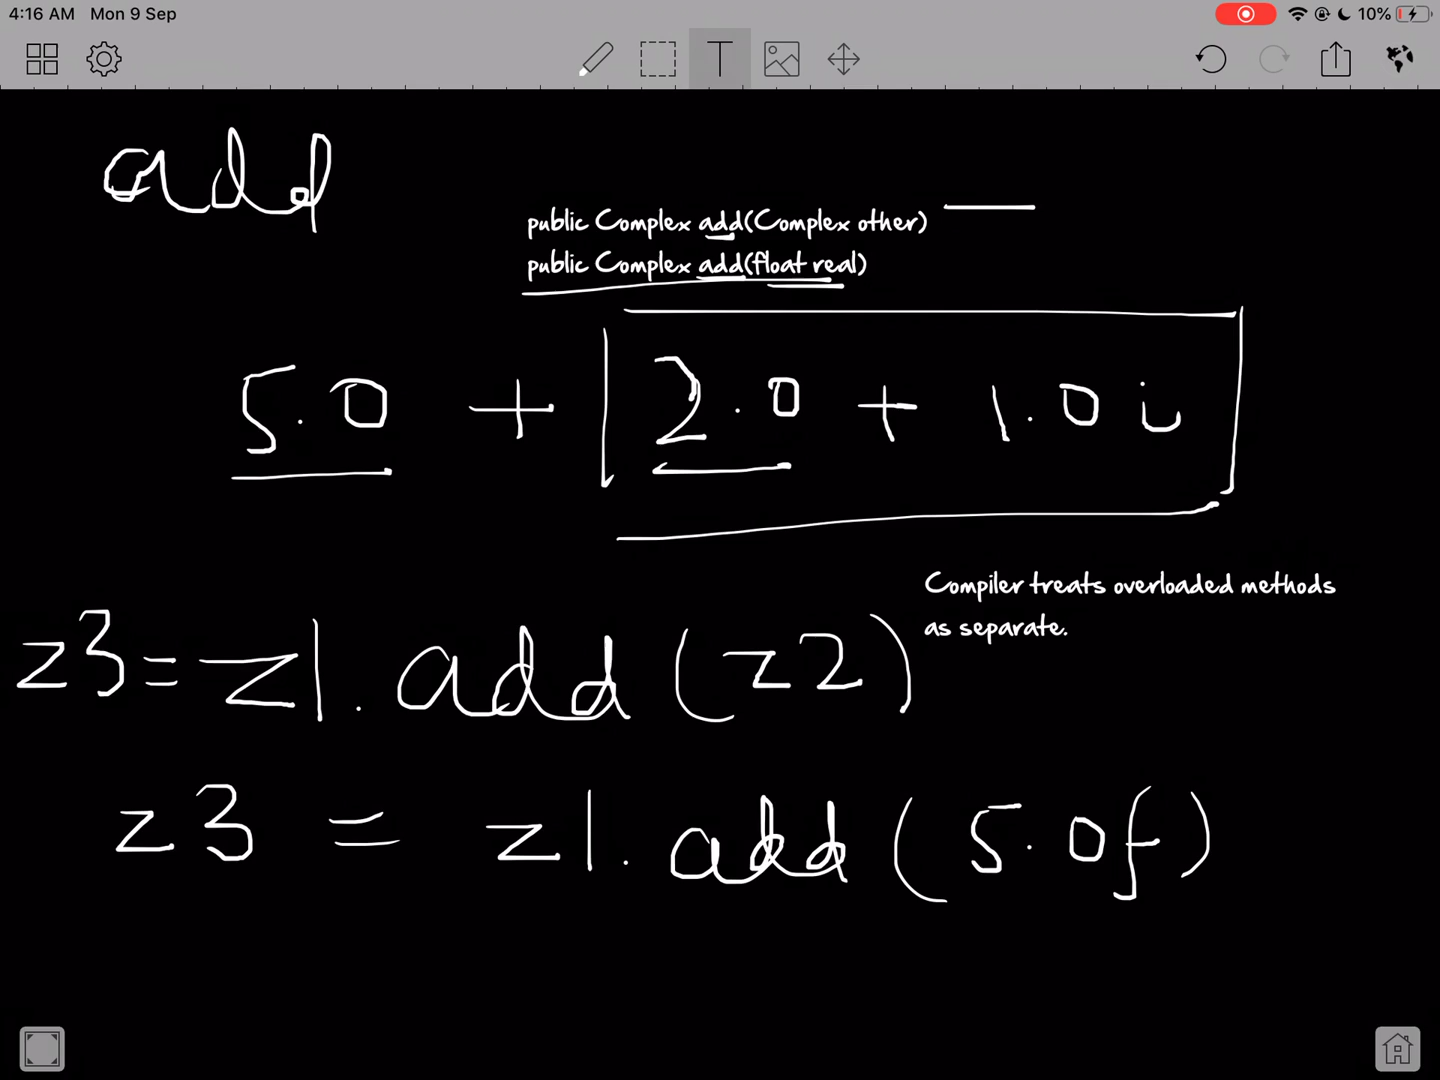 4:16 AM Mon 9 Sep 10%
T
add
public Complex add(Complex other)
public Complex add(float real)
5.0 + 2.0 + 1.0i
Compiler treats overloaded methods
as separate.
z3 = z1.add(z2)
z3 = z1.add(5.0f)